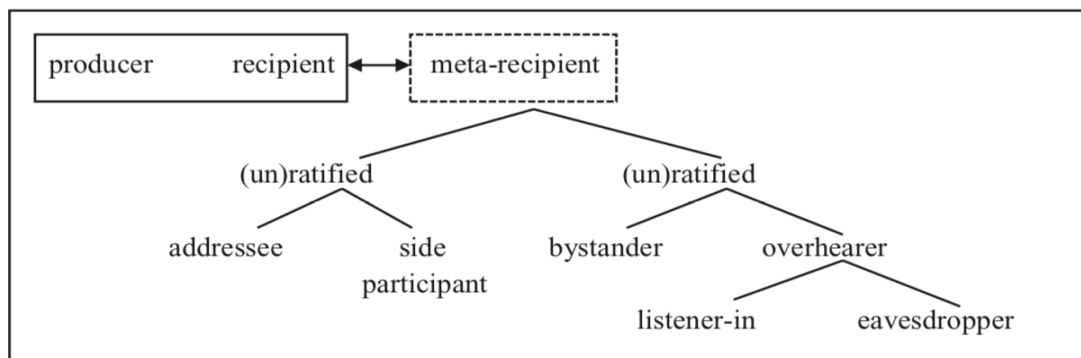 producer recipient meta-recipient
(un)ratified (un)ratified
addressee side participant bystander overhearer
listener-in eavesdropper